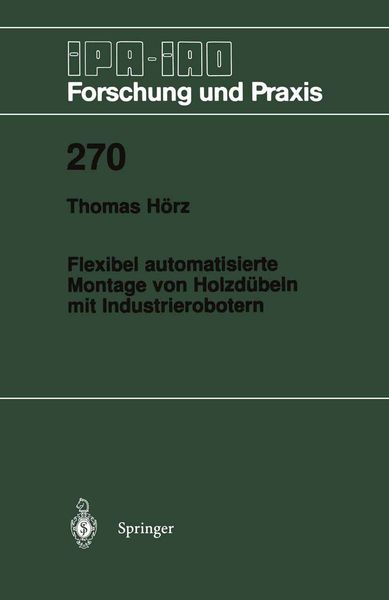 IPA-IAO
Forschung und Praxis
270
Thomas Hörz
Flexibel automatisierte
Montage von Holzdübeln
mit Industrierobotern
Springer